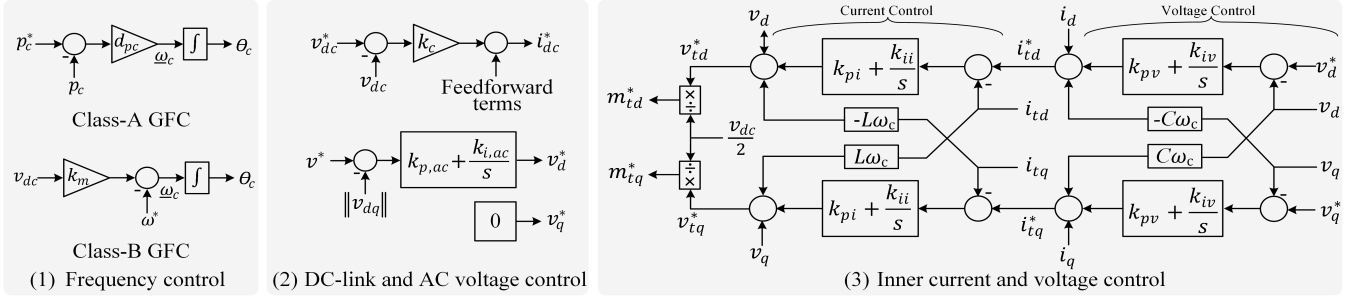 p_c^* - d_pc ω_c ∫ θ_c
p_c
Class-A GFC
v_dc k_m - ω_c ∫ θ_c
ω^*
Class-B GFC
(1) Frequency control
v_dc^* - k_c i_dc^*
v_dc
Feedforward
terms
v^* - k_p,ac + k_i,ac/s v_d^*
‖v_dq‖
0 v_q^*
(2) DC-link and AC voltage control
Current Control
Voltage Control
v_d
i_d
v_td^*
k_pi + k_ii/s
-
i_td^*
k_pv + k_iv/s
-
v_d^*
m_td^*
×
÷
-Lω_c
i_td
-Cω_c
v_d
v_dc/2
m_tq^*
÷
×
Lω_c
i_tq
Cω_c
v_q
v_tq^*
k_pi + k_ii/s
-
i_tq^*
k_pv + k_iv/s
-
v_q^*
v_q
i_q
(3) Inner current and voltage control